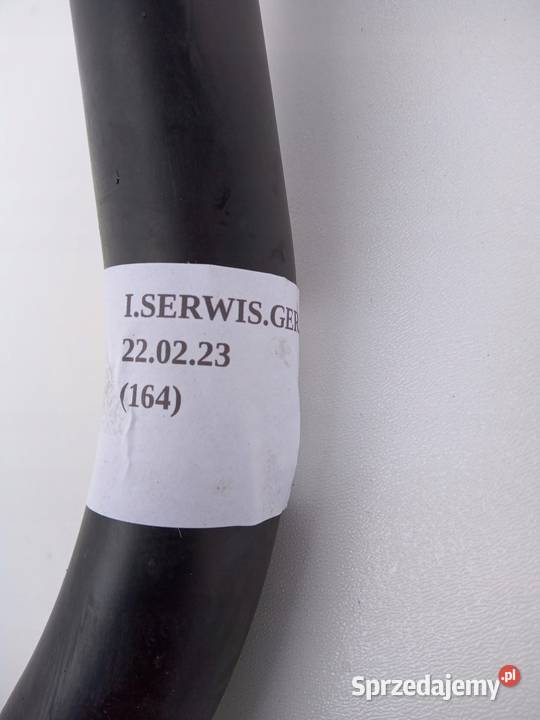 I.SERWIS.GER
22.02.23
(164)
Sprzedajemy.pl